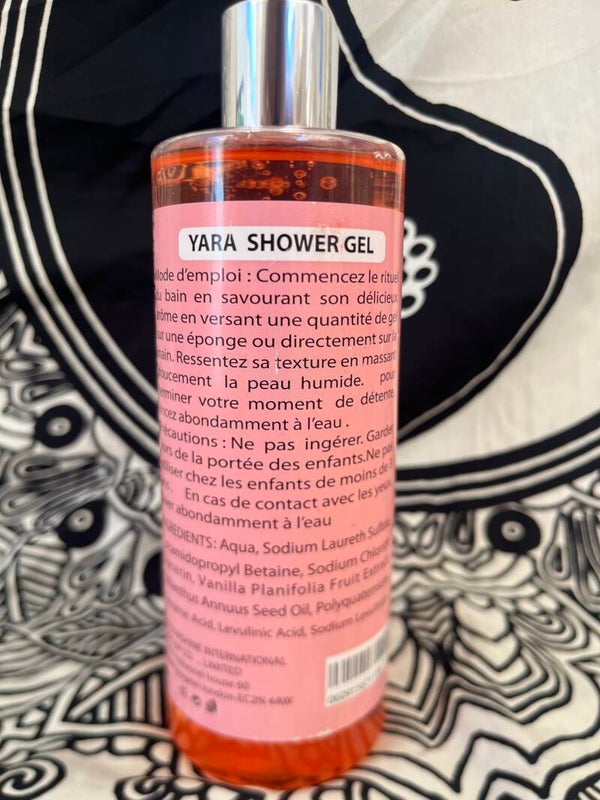 YARA SHOWER GEL
Mode d'emploi : Commencez le rituel
du bain en savourant son délicieux
arôme en versant une quantité de gel
sur une éponge ou directement sur la
main. Ressentez sa texture en massant
doucement la peau humide. pour
terminer votre moment de détente,
rincez abondamment à l'eau .
Précautions : Ne pas ingérer. Garder
hors de la portée des enfants.Ne pas
utiliser chez les enfants de moins de 3
ans. En cas de contact avec les yeux,
rincer abondamment à l'eau
INGREDIENTS: Aqua, Sodium Laureth Sulfate,
Cocamidopropyl Betaine, Sodium Chloride
Glycerin, Vanilla Planifolia Fruit Extract
Helianthus Annuus Seed Oil, Polyquaternium
Acid, Levulinic Acid, Sodium Levulinate
INTERNATIONAL
LIMITED
house 60
london EC2N 4AW